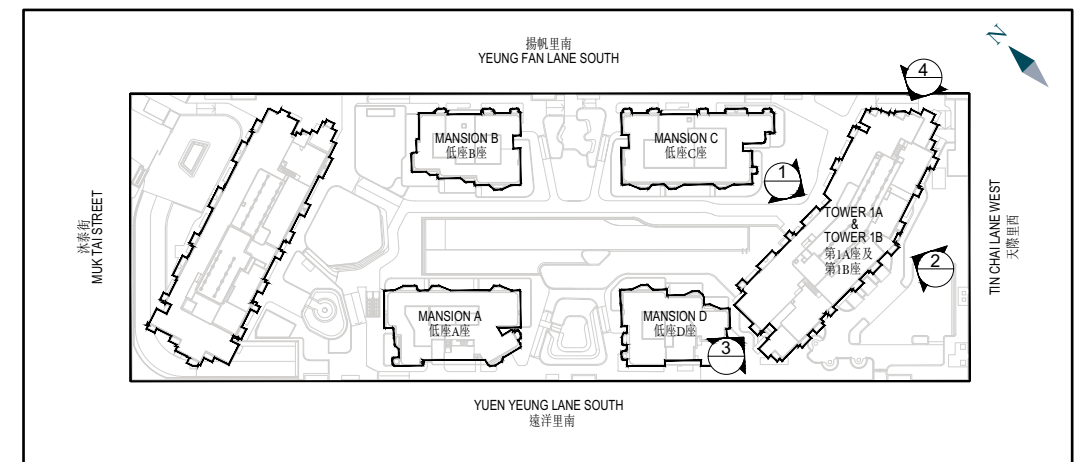 揚帆里南
YEUNG FAN LANE SOUTH
N
4
MANSION B
低座B座
MANSION C
低座C座
1
沐泰街
MUK TAI STREET
TOWER 1A
&
TOWER 1B
第1A座及
第1B座
2
TIN CHAI LANE WEST
天際里西
MANSION A
低座A座
MANSION D
低座D座
3
YUEN YEUNG LANE SOUTH
遠洋里南